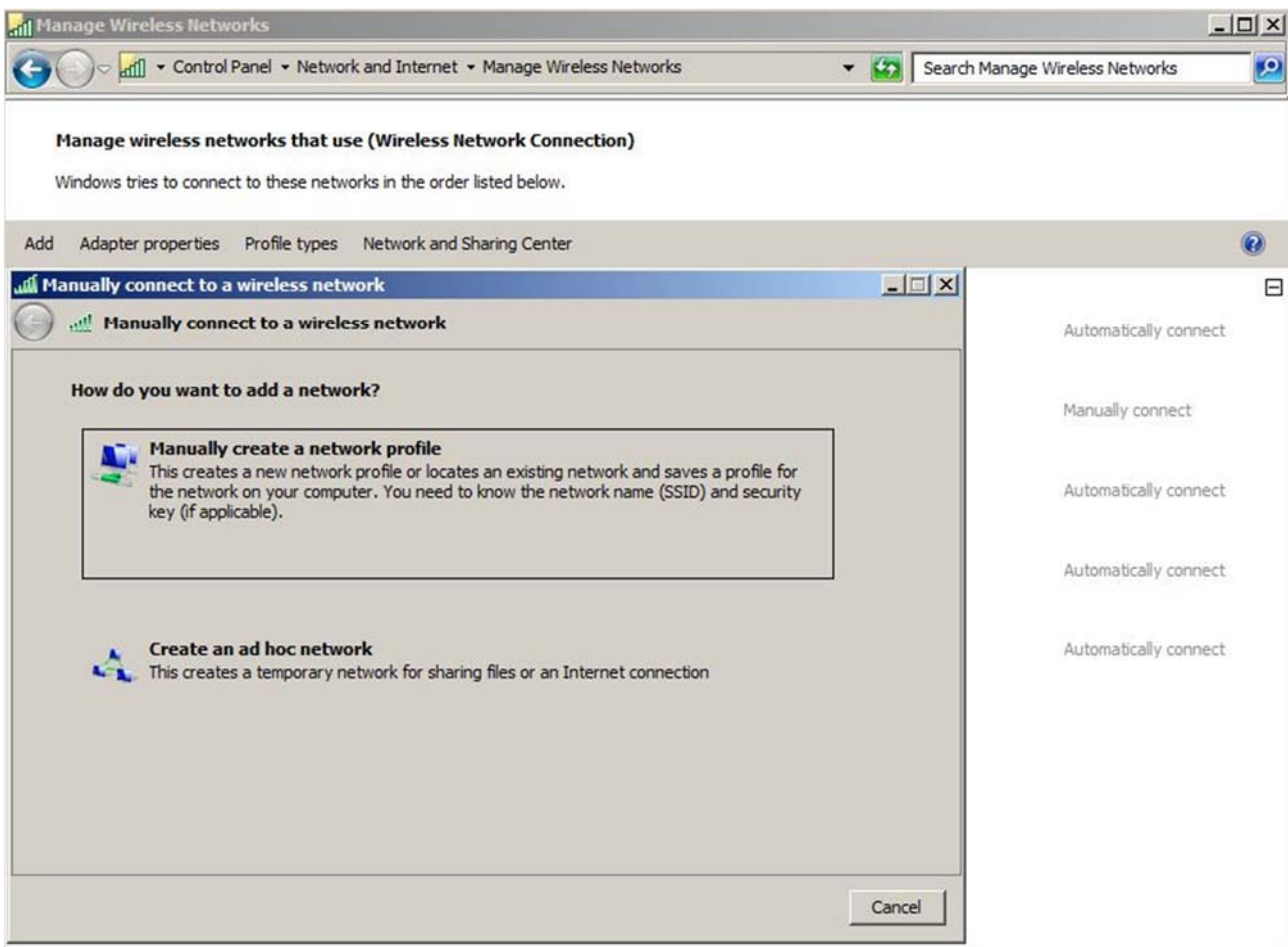 Manage Wireless Networks
Control Panel Network and Internet Manage Wireless Networks
Search Manage Wireless Networks
Manage wireless networks that use (Wireless Network Connection)
Windows tries to connect to these networks in the order listed below.
Add Adapter properties Profile types Network and Sharing Center
Manually connect to a wireless network
Manually connect to a wireless network
How do you want to add a network?
Manually create a network profile
This creates a new network profile or locates an existing network and saves a profile for
the network on your computer. You need to know the network name (SSID) and security
key (if applicable).
Create an ad hoc network
This creates a temporary network for sharing files or an Internet connection
Cancel
Automatically connect
Manually connect
Automatically connect
Automatically connect
Automatically connect